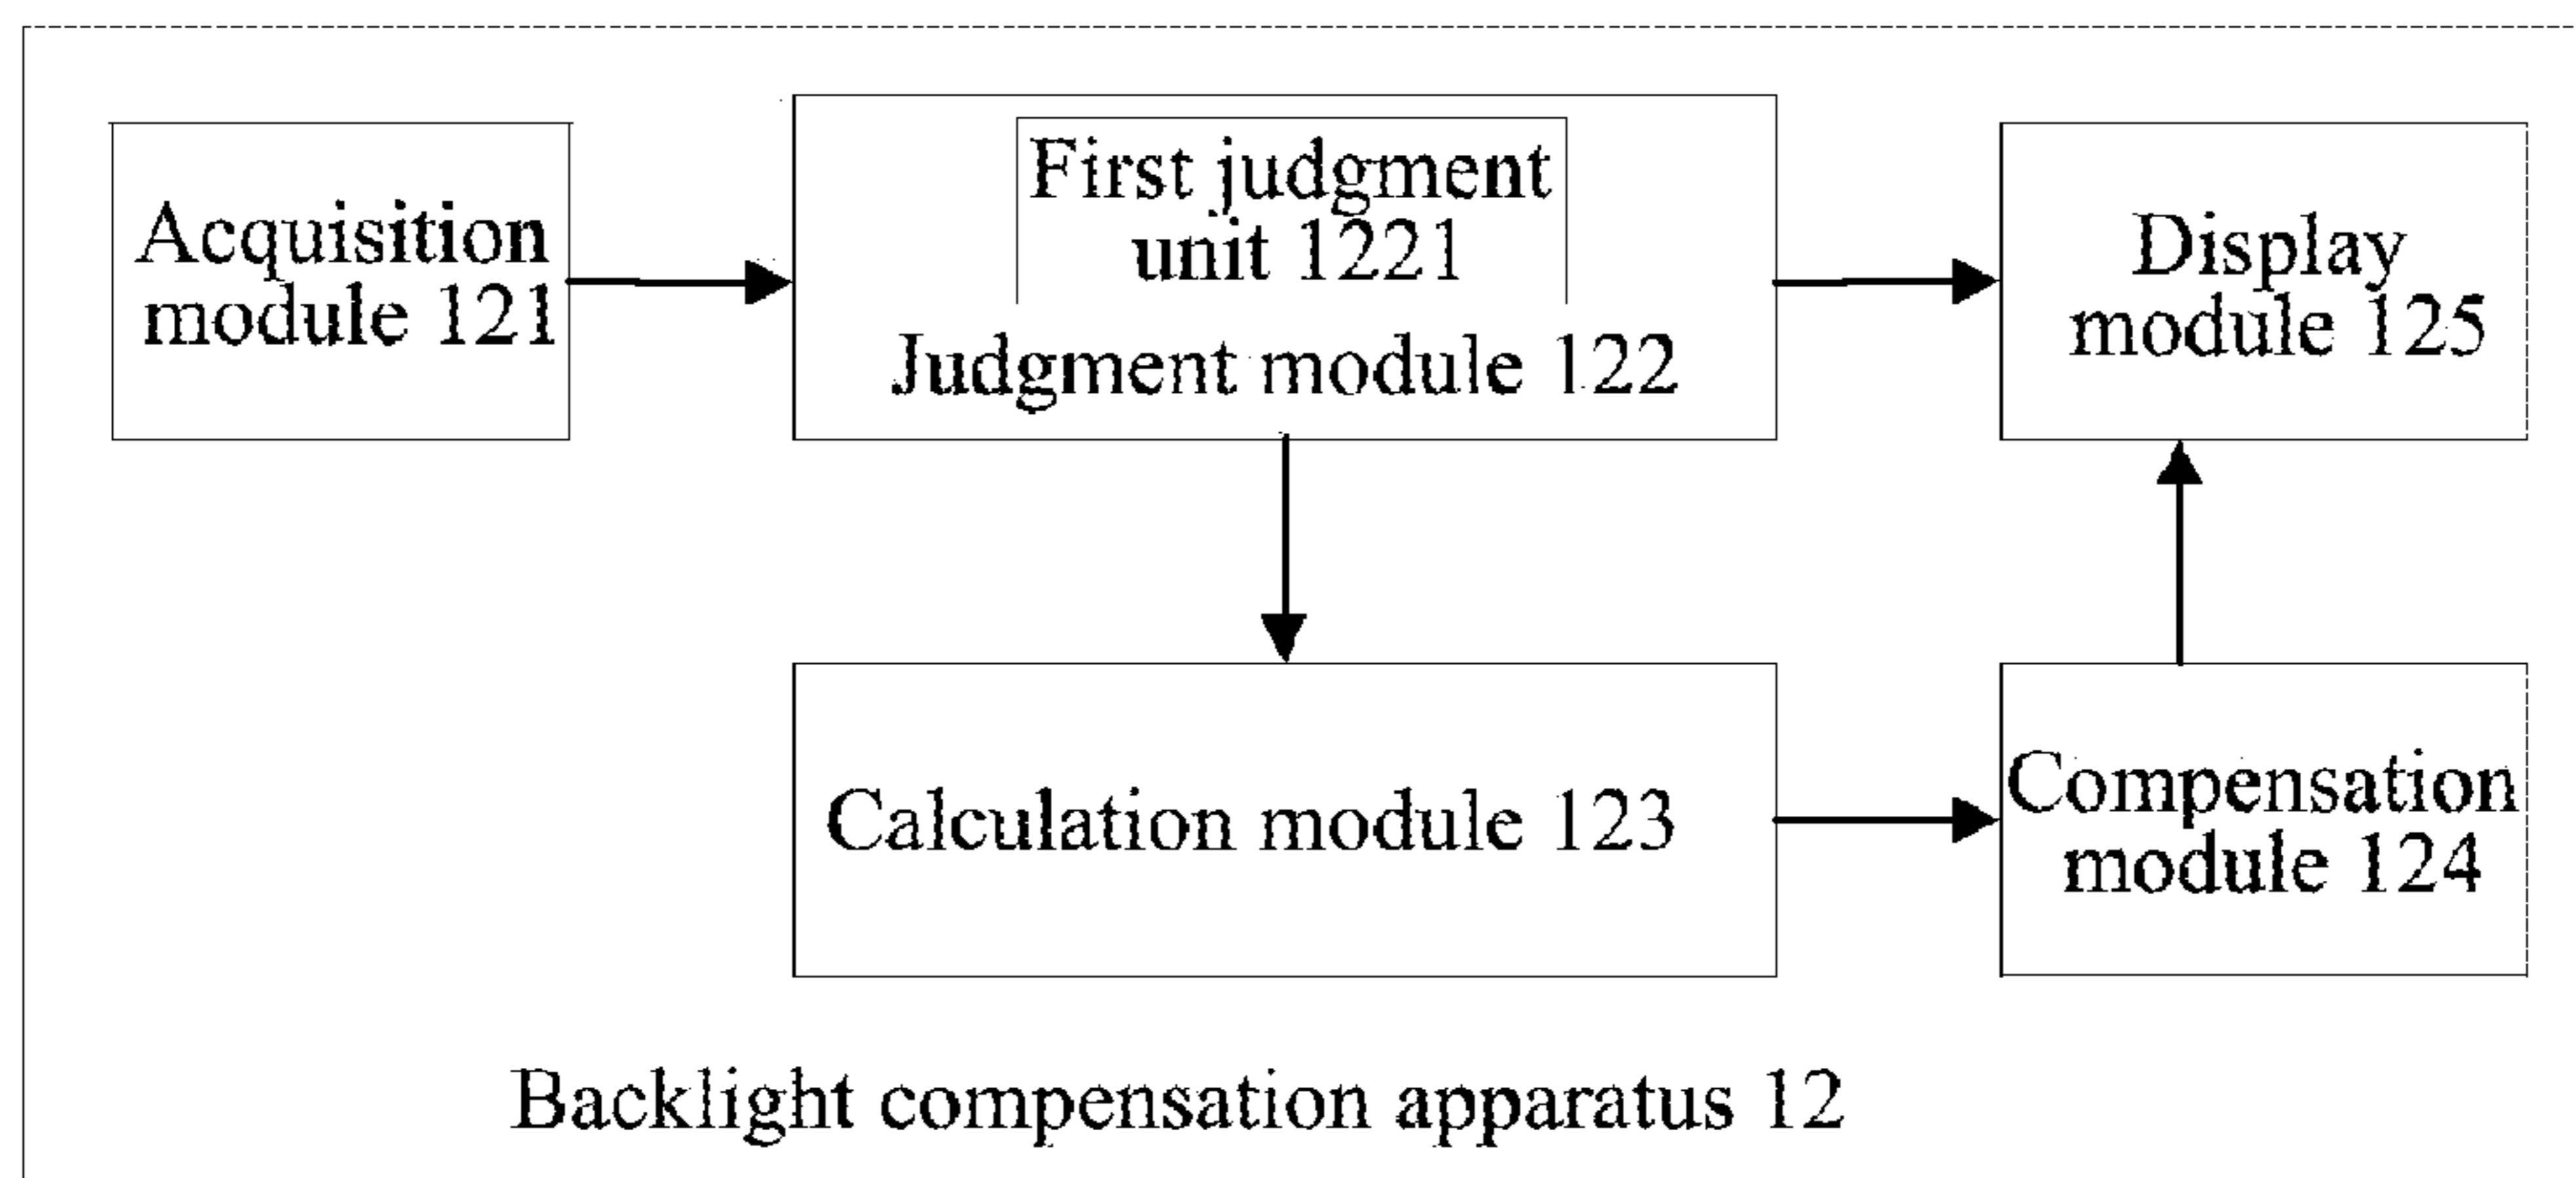 Acquisition
module 121
First judgment
unit 1221
Judgment module 122
Display
module 125
Calculation module 123
Compensation
module 124
Backlight compensation apparatus 12